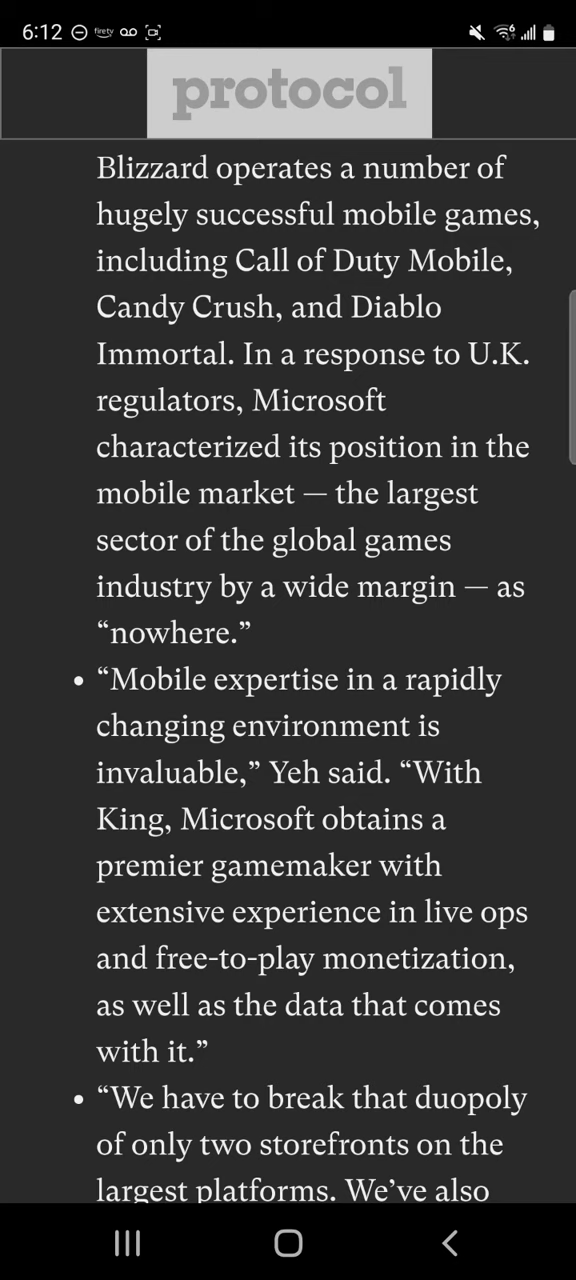 6:12 firetv 6
protocol
Blizzard operates a number of
hugely successful mobile games,
including Call of Duty Mobile,
Candy Crush, and Diablo
Immortal. In a response to U.K.
regulators, Microsoft
characterized its position in the
mobile market — the largest
sector of the global games
industry by a wide margin — as
“nowhere.”
• “Mobile expertise in a rapidly
changing environment is
invaluable,” Yeh said. “With
King, Microsoft obtains a
premier gamemaker with
extensive experience in live ops
and free-to-play monetization,
as well as the data that comes
with it.”
• “We have to break that duopoly
of only two storefronts on the
largest platforms. We’ve also